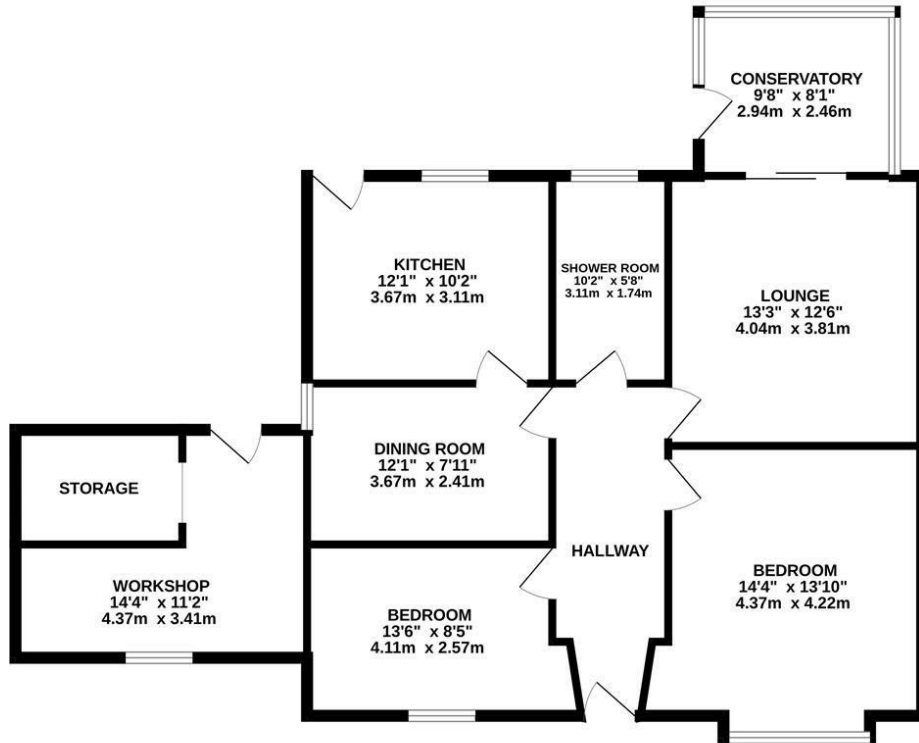 CONSERVATORY
9'8" x 8'1"
2.94m x 2.46m
KITCHEN
12'1" x 10'2"
3.67m x 3.11m
SHOWER ROOM
10'2" x 5'8"
3.11m x 1.74m
LOUNGE
13'3" x 12'6"
4.04m x 3.81m
DINING ROOM
12'1" x 7'11"
3.67m x 2.41m
STORAGE
HALLWAY
WORKSHOP
14'4" x 11'2"
4.37m x 3.41m
BEDROOM
13'6" x 8'5"
4.11m x 2.57m
BEDROOM
14'4" x 13'10"
4.37m x 4.22m